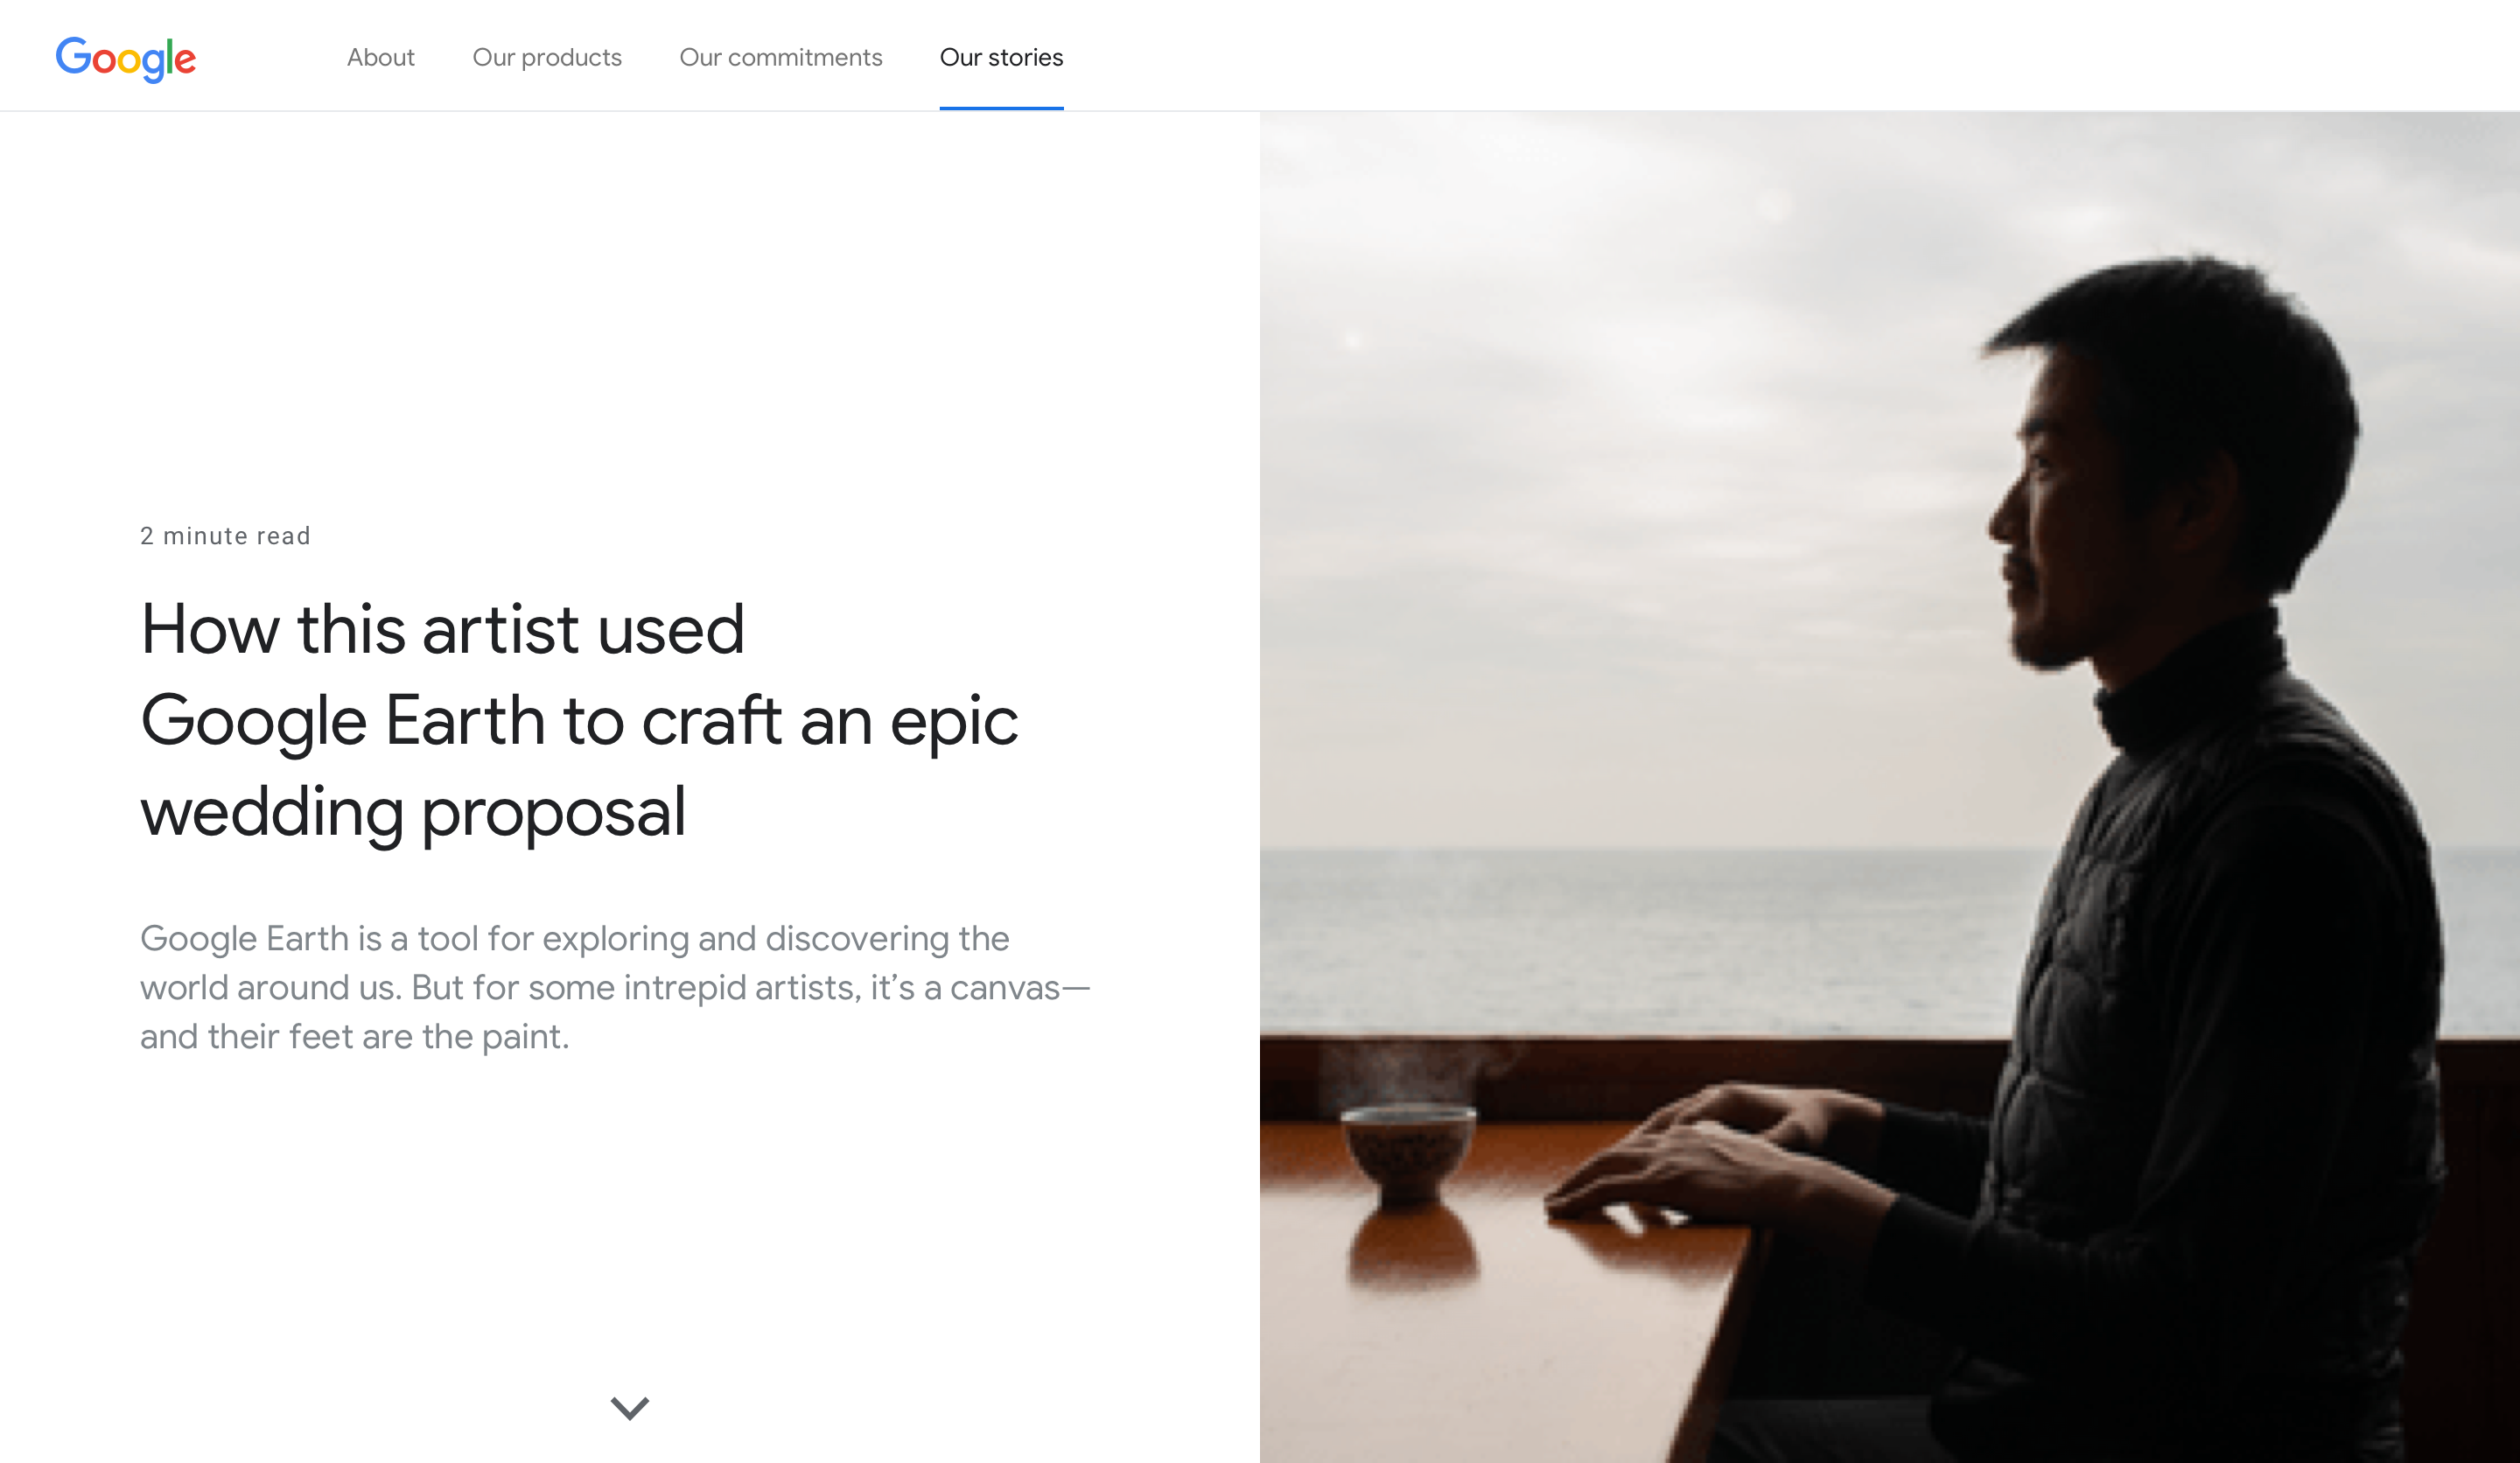 Google
About
Our products
Our commitments
Our stories
2 minute read
How this artist used
Google Earth to craft an epic
wedding proposal
Google Earth is a tool for exploring and discovering the
world around us. But for some intrepid artists, it’s a canvas—
and their feet are the paint.